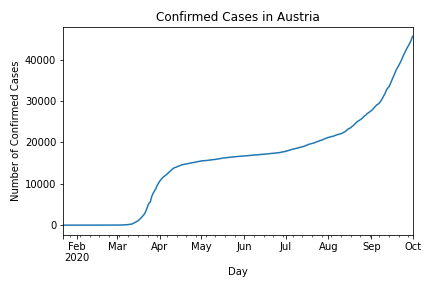 Confirmed Cases in Austria
Number of Confirmed Cases
40000
30000
20000
10000
0
Feb Mar Apr May Jun Jul Aug Sep Oct
2020
Day